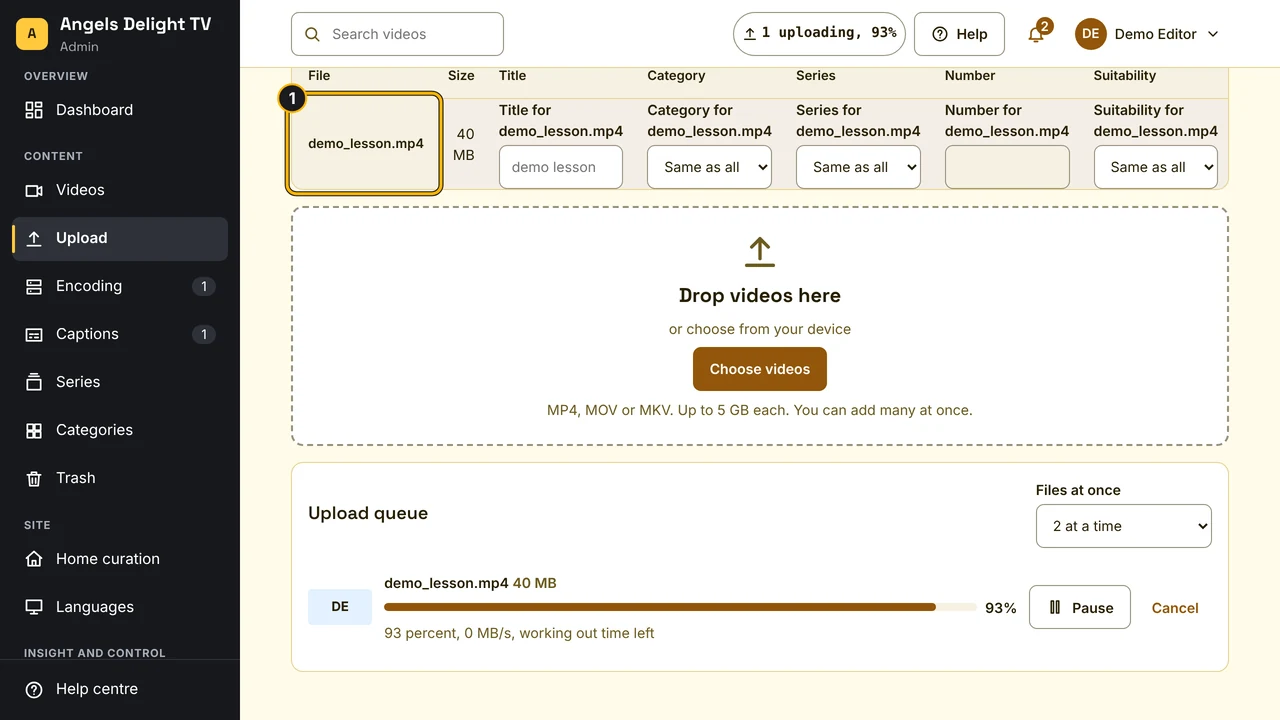 A
Angels Delight TV
Admin
OVERVIEW
Dashboard
CONTENT
Videos
Upload
Encoding 1
Captions 1
Series
Categories
Trash
SITE
Home curation
Languages
INSIGHT AND CONTROL
Help centre
Search videos
1 uploading, 93%
Help
2
DE
Demo Editor
File Size Title Category Series Number Suitability
1
demo_lesson.mp4
40
MB
Title for
demo_lesson.mp4
demo lesson
Category for
demo_lesson.mp4
Same as all
Series for
demo_lesson.mp4
Same as all
Number for
demo_lesson.mp4
Suitability for
demo_lesson.mp4
Same as all
Drop videos here
or choose from your device
Choose videos
MP4, MOV or MKV. Up to 5 GB each. You can add many at once.
Upload queue
Files at once
2 at a time
DE
demo_lesson.mp4 40 MB
93%
93 percent, 0 MB/s, working out time left
Pause
Cancel